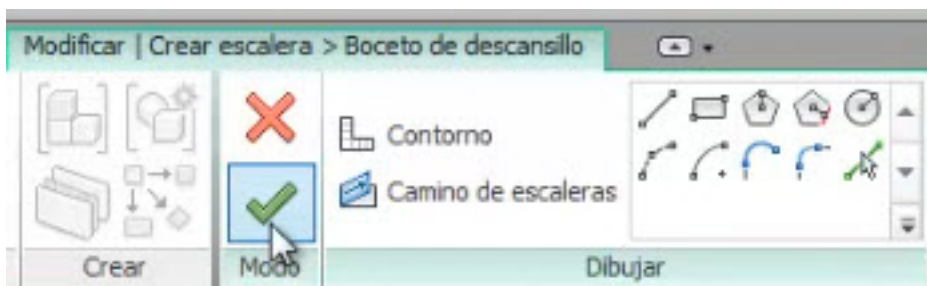 Modificar | Crear escalera > Boceto de descansillo
Contorno
Camino de escaleras
Crear
Modo
Dibujar